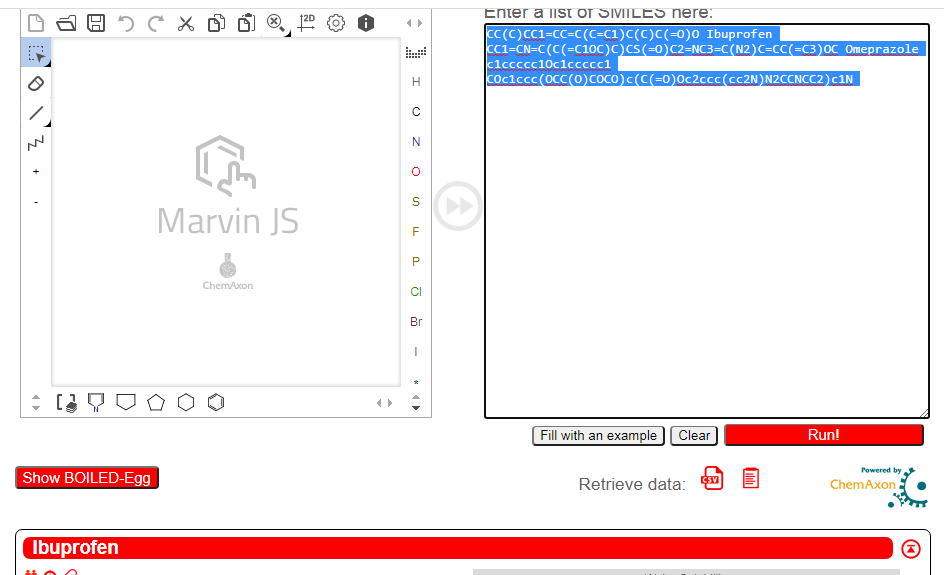 Enter a list of SMILES here:
2D
CC(C)CC1=CC=C(C=C1)C(C)C(=O)O Ibuprofen
CC1=CN=C(C(=C1OC)C)CS(=O)C2=NC3=C(N2)C=CC(=C3)OC Omeprazole
c1ccccc1Oc1ccccc1
COc1ccc(OCC(O)COCO)c(C(=O)Oc2ccc(cc2N)N2CCNCC2)c1N
H
C
N
O
S
F
P
Cl
Br
I
*
+
-
Marvin JS
ChemAxon
N
Fill with an example
Clear
Run!
Show BOILED-Egg
Retrieve data:
CSV
Powered by
ChemAxon
Ibuprofen